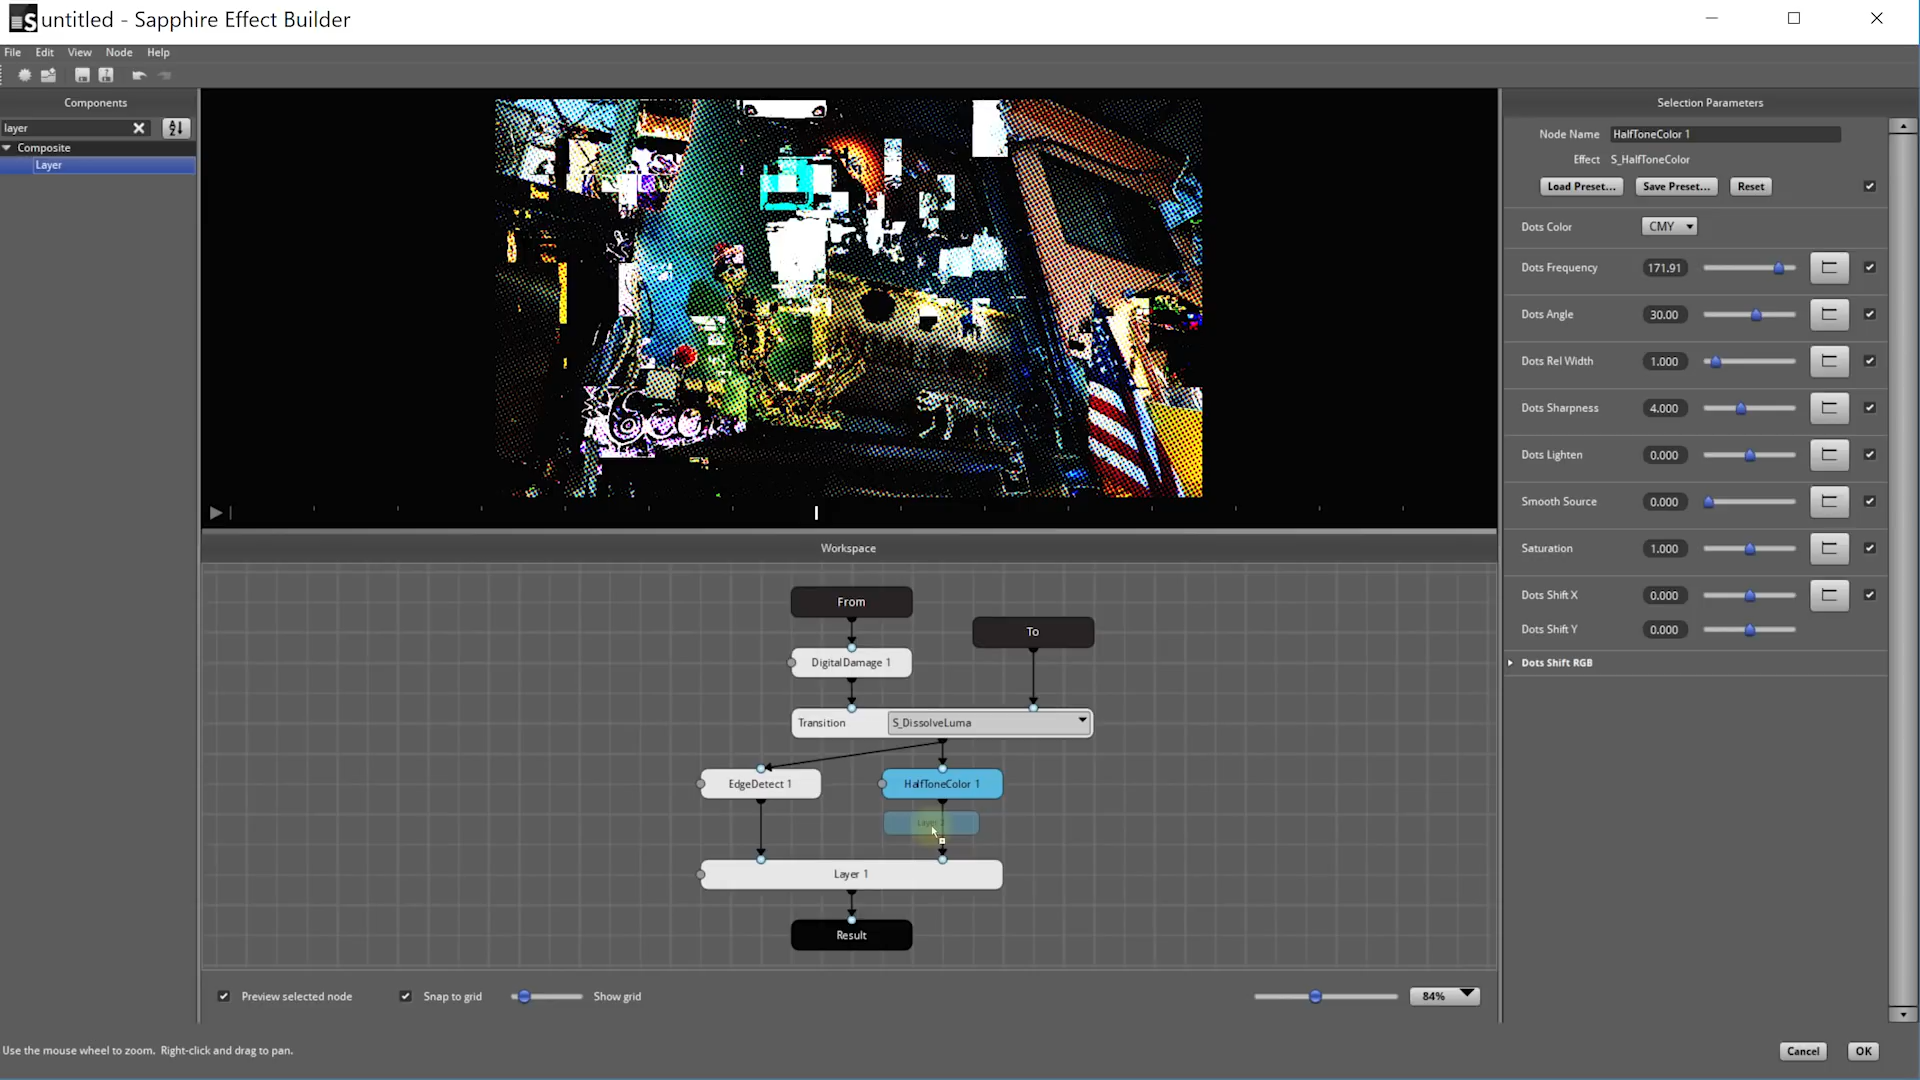 untitled - Sapphire Effect Builder
File Edit View Node Help
Components
layer
Composite
Layer
Workspace
From
To
DigitalDamage 1
Transition S_DissolveLuma
EdgeDetect 1
HalfToneColor 1
Layer 2
Layer 1
Result
Preview selected node
Snap to grid
Show grid
84%
Use the mouse wheel to zoom. Right-click and drag to pan.
Selection Parameters
Node Name HalfToneColor 1
Effect S_HalfToneColor
Load Preset... Save Preset... Reset
Dots Color CMY
Dots Frequency 171.91
Dots Angle 30.00
Dots Rel Width 1.000
Dots Sharpness 4.000
Dots Lighten 0.000
Smooth Source 0.000
Saturation 1.000
Dots Shift X 0.000
Dots Shift Y 0.000
Dots Shift RGB
Cancel OK